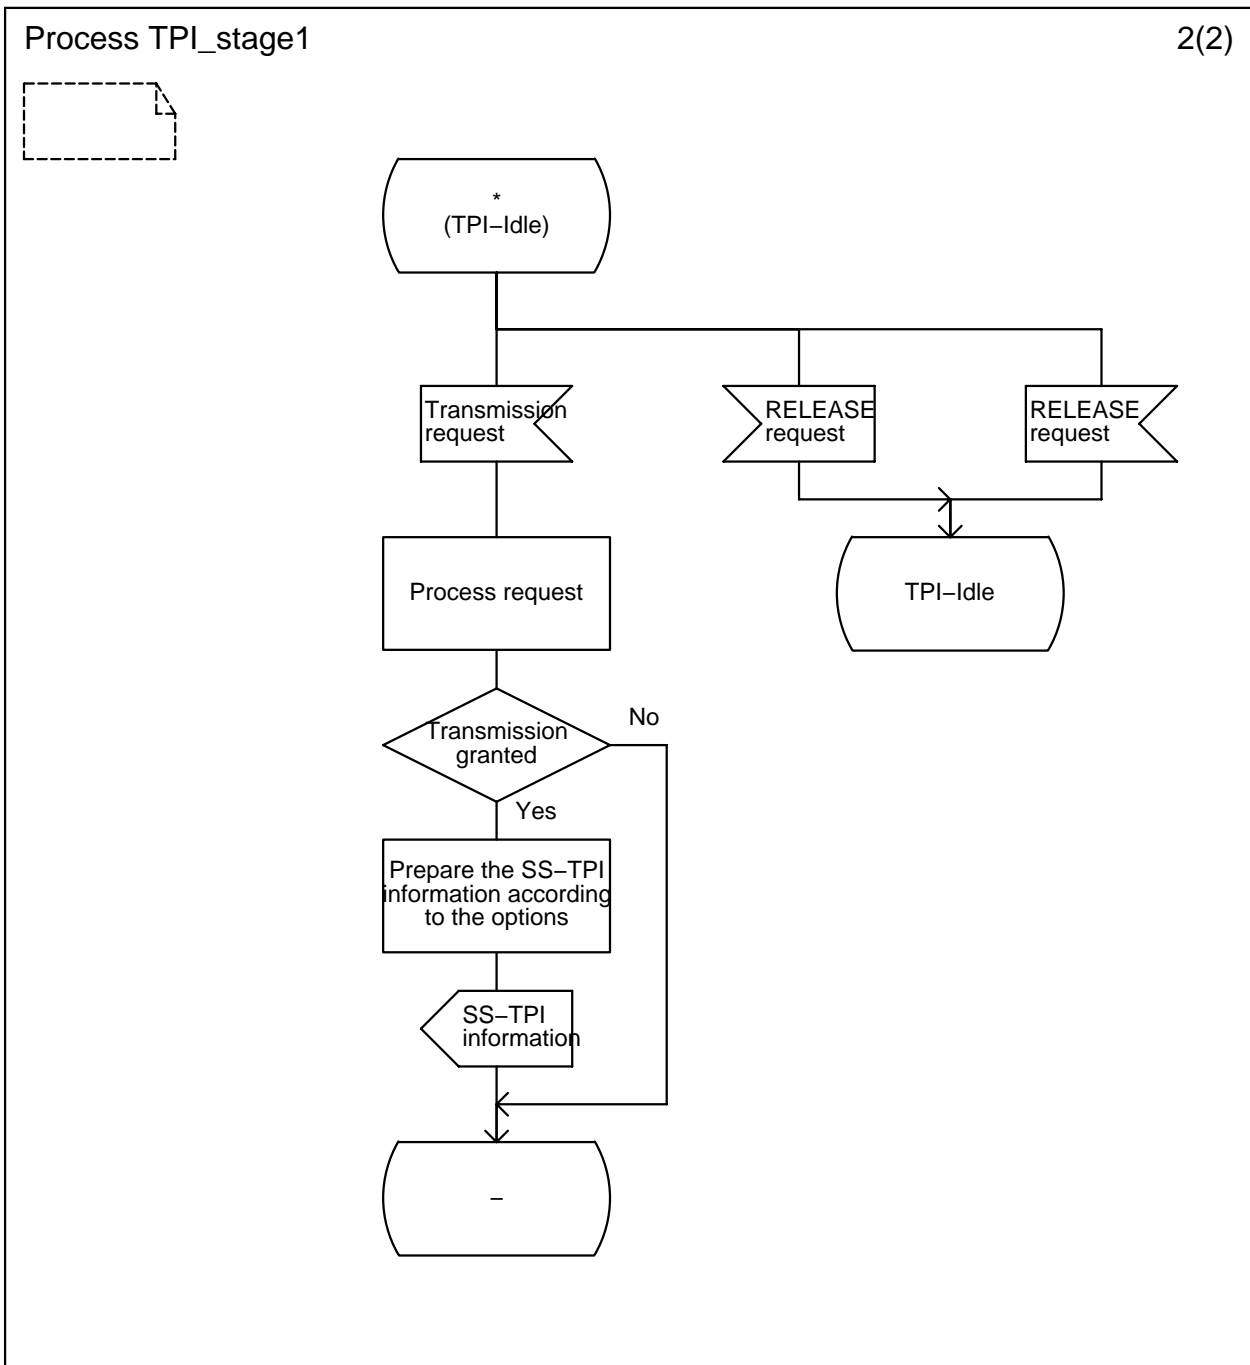 Process TPI_stage1
2(2)
*
(TPI–Idle)
Transmission
request
RELEASE
request
RELEASE
request
Process request
TPI–Idle
Transmission
granted
No
Yes
Prepare the SS–TPI
information according
to the options
SS–TPI
information
–